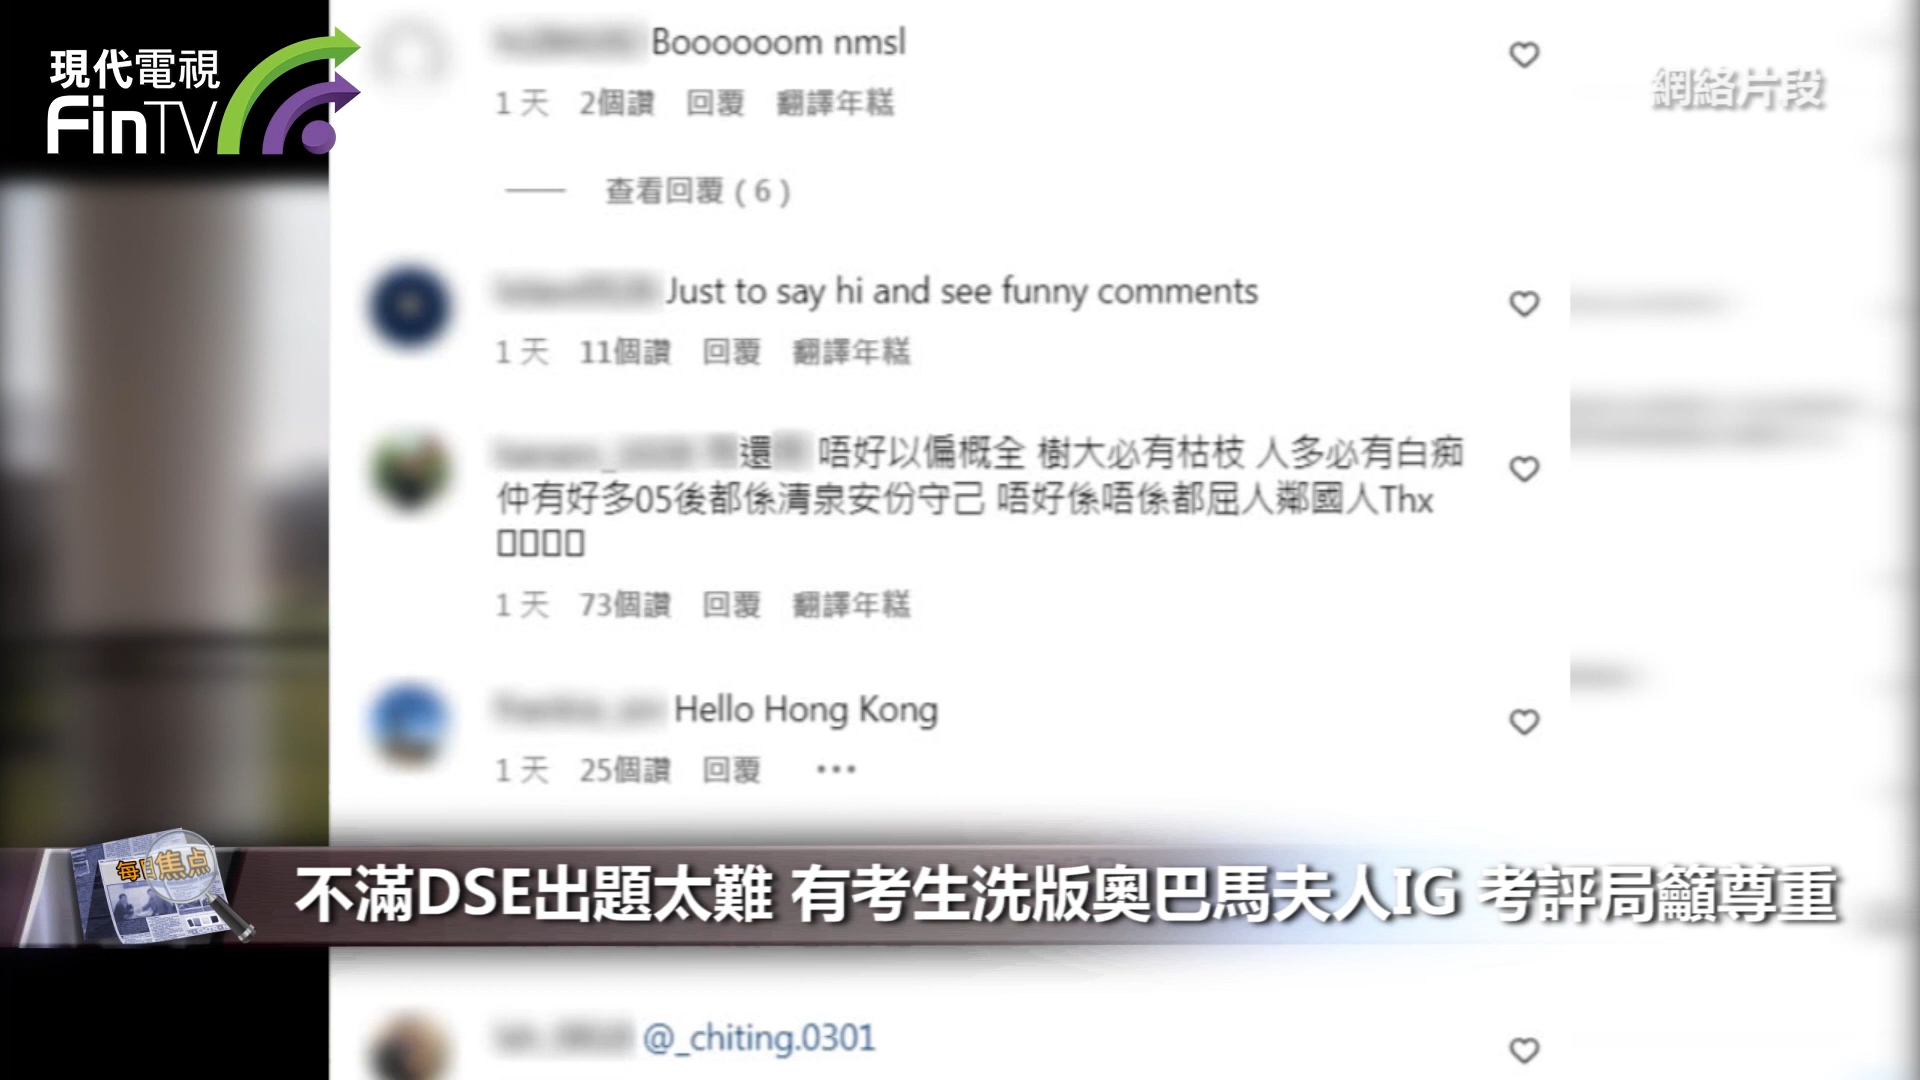 現代電視
FinTV
網絡片段
Boooooom nmsl
1 天 2個讚 回覆 翻譯年糕
查看回覆 ( 6 )
Just to say hi and see funny comments
1 天 11個讚 回覆 翻譯年糕
還 唔好以偏概全 樹大必有枯枝 人多必有白痴
仲有好多05後都係清泉安份守己 唔好係唔係都屈人鄰國人Thx
1 天 73個讚 回覆 翻譯年糕
Hello Hong Kong
1 天 25個讚 回覆 •••
每日焦点
不滿DSE出題太難 有考生洗版奧巴馬夫人IG 考評局籲尊重
@_chiting.0301